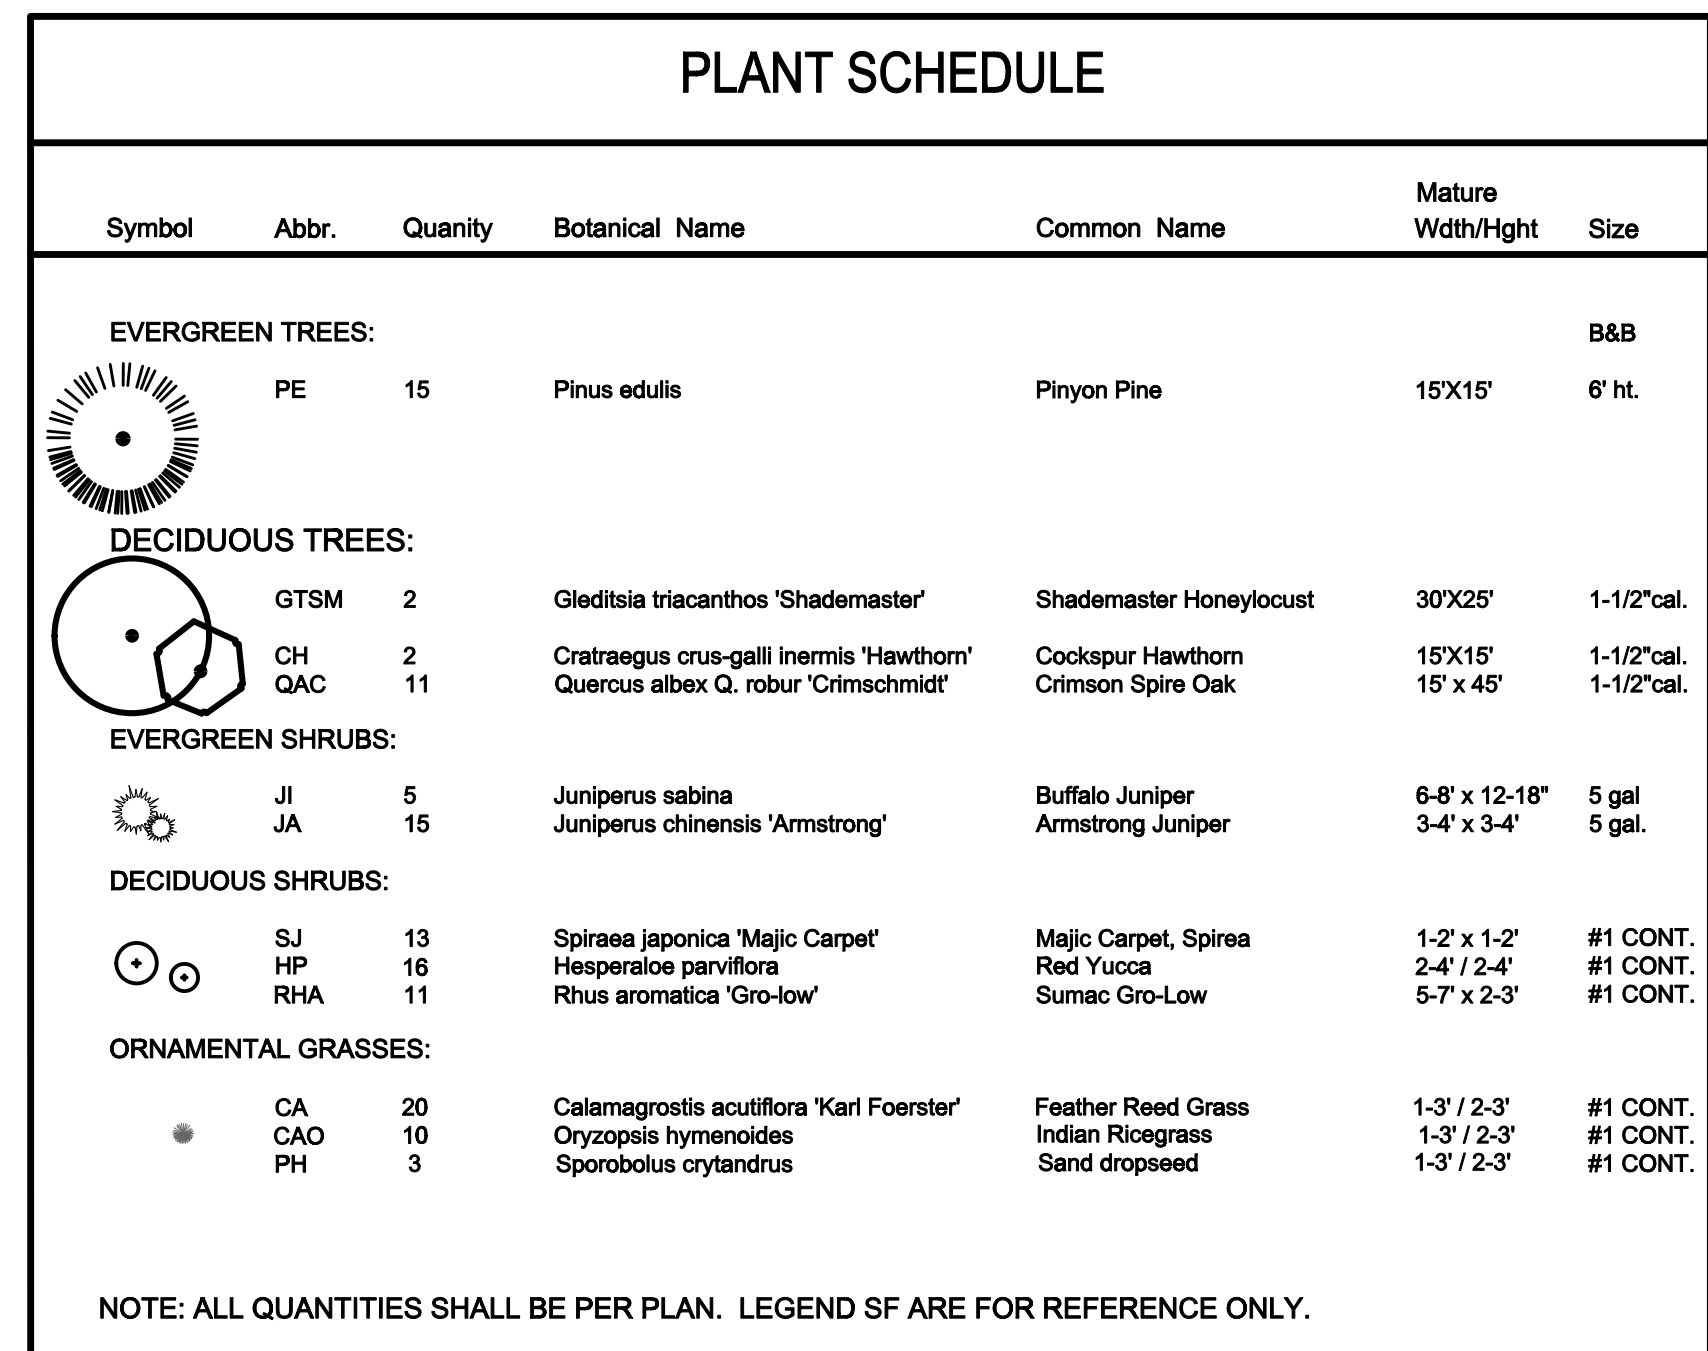 PLANT SCHEDULE
Symbol Abbr. Quanity Botanical Name Common Name Mature Wdth/Hght Size
EVERGREEN TREES: B&B
PE 15 Pinus edulis Pinyon Pine 15'X15' 6' ht.
DECIDUOUS TREES:
GTSM 2 Gleditsia triacanthos 'Shademaster' Shademaster Honeylocust 30'X25' 1-1/2"cal.
CH 2 Cratraegus crus-galli inermis 'Hawthorn' Cockspur Hawthorn 15'X15' 1-1/2"cal.
QAC 11 Quercus albex Q. robur 'Crimschmidt' Crimson Spire Oak 15' x 45' 1-1/2"cal.
EVERGREEN SHRUBS:
JI 5 Juniperus sabina Buffalo Juniper 6-8' x 12-18" 5 gal
JA 15 Juniperus chinensis 'Armstrong' Armstrong Juniper 3-4' x 3-4' 5 gal.
DECIDUOUS SHRUBS:
SJ 13 Spiraea japonica 'Majic Carpet' Majic Carpet, Spirea 1-2' x 1-2' #1 CONT.
HP 16 Hesperaloe parviflora Red Yucca 2-4' / 2-4' #1 CONT.
RHA 11 Rhus aromatica 'Gro-low' Sumac Gro-Low 5-7' x 2-3' #1 CONT.
ORNAMENTAL GRASSES:
CA 20 Calamagrostis acutiflora 'Karl Foerster' Feather Reed Grass 1-3' / 2-3' #1 CONT.
CAO 10 Oryzopsis hymenoides Indian Ricegrass 1-3' / 2-3' #1 CONT.
PH 3 Sporobolus crytandrus Sand dropseed 1-3' / 2-3' #1 CONT.
NOTE: ALL QUANTITIES SHALL BE PER PLAN. LEGEND SF ARE FOR REFERENCE ONLY.